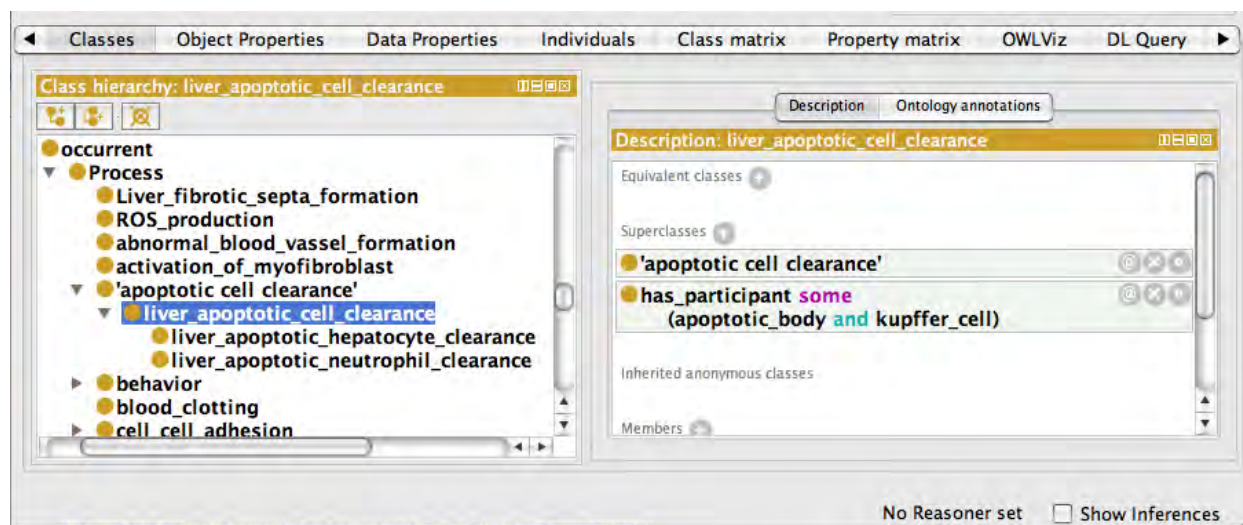 Classes Object Properties Data Properties Individuals Class matrix Property matrix OWLViz DL Query
Class hierarchy: liver_apoptotic_cell_clearance
occurrent
Process
Liver_fibrotic_septa_formation
ROS_production
abnormal_blood_vessel_formation
activation_of_myofibroblast
'apoptotic cell clearance'
liver_apoptotic_cell_clearance
liver_apoptotic_hepatocyte_clearance
liver_apoptotic_neutrophil_clearance
behavior
blood_clotting
cell_cell_adhesion
Description Ontology annotations
Description: liver_apoptotic_cell_clearance
Equivalent classes
Superclasses
'apoptotic cell clearance'
has_participant some
(apoptotic_body and kupffer_cell)
Inherited anonymous classes
Members
No Reasoner set Show Inferences